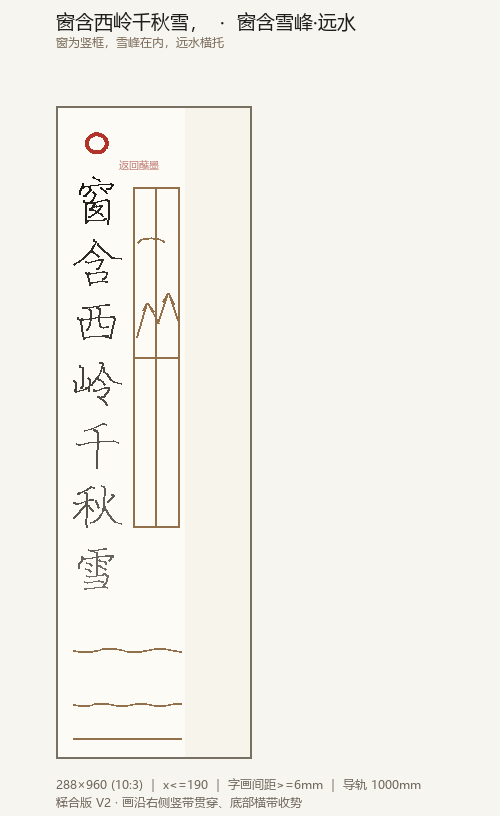 窗含西岭千秋雪， · 窗含雪峰·远水
窗为竖框，雪峰在内，远水横托
返回蘸墨
窗含西岭千秋雪
288×960 (10:3) | x<=190 | 字画间距>=6mm | 导轨 1000mm
糅合版 V2 · 画沿右侧竖带贯穿、底部横带收势